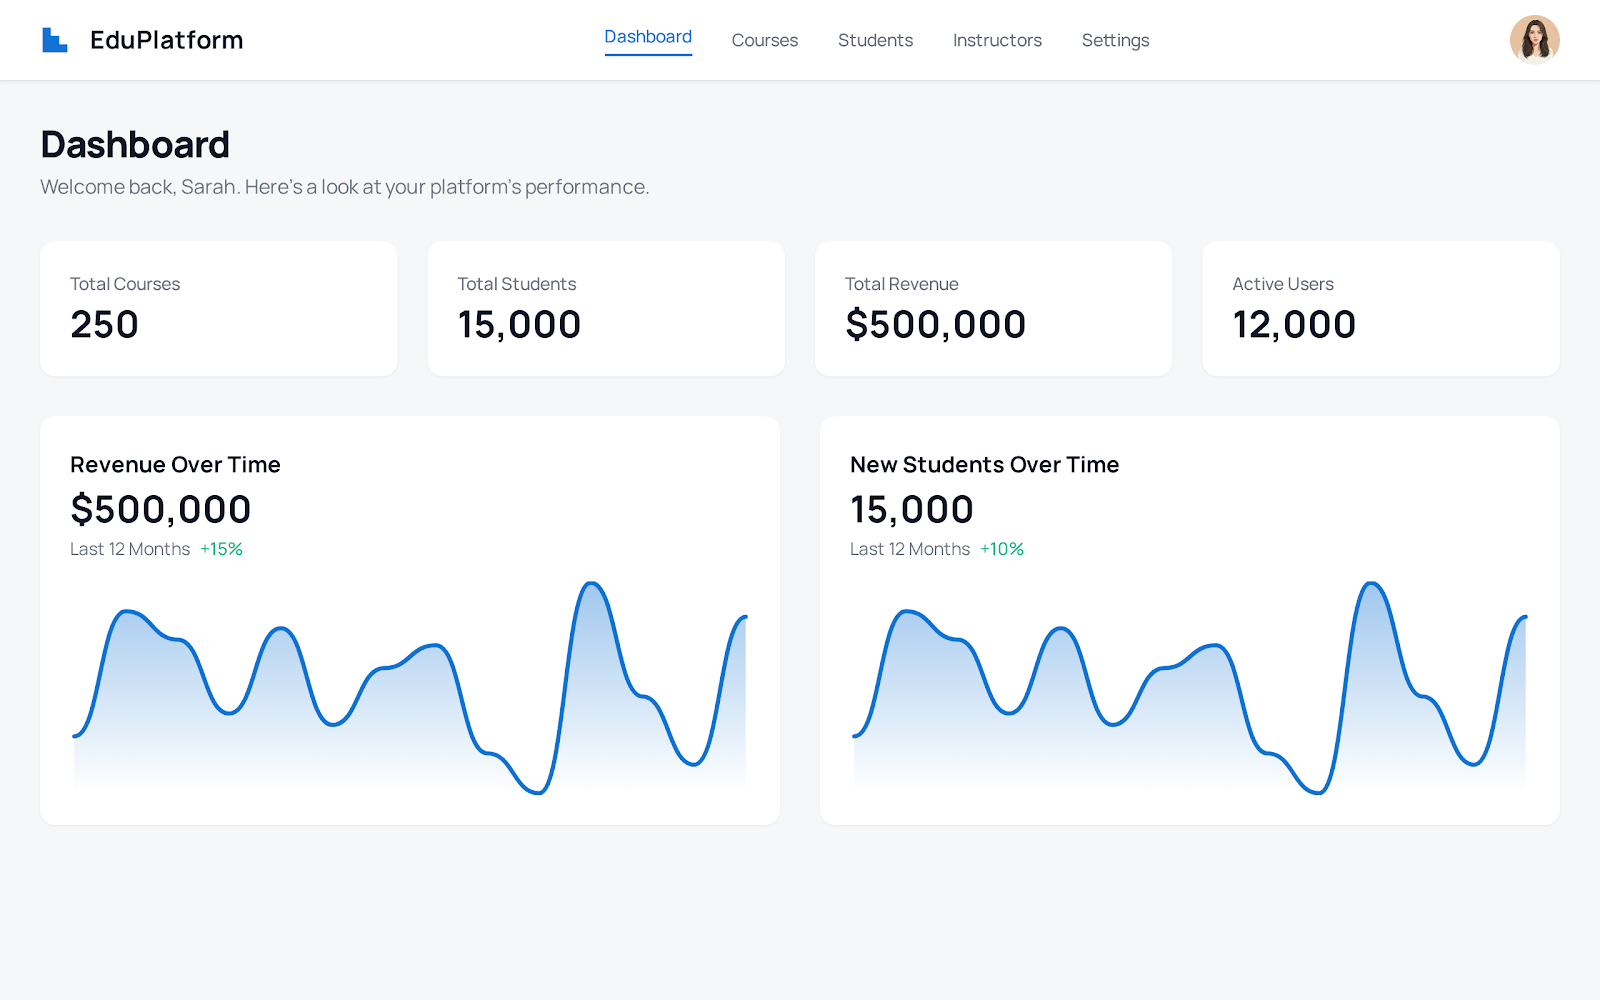 EduPlatform
Dashboard
Courses
Students
Instructors
Settings
Dashboard
Welcome back, Sarah. Here's a look at your platform's performance.
Total Courses
250
Total Students
15,000
Total Revenue
$500,000
Active Users
12,000
Revenue Over Time
$500,000
Last 12 Months +15%
New Students Over Time
15,000
Last 12 Months +10%